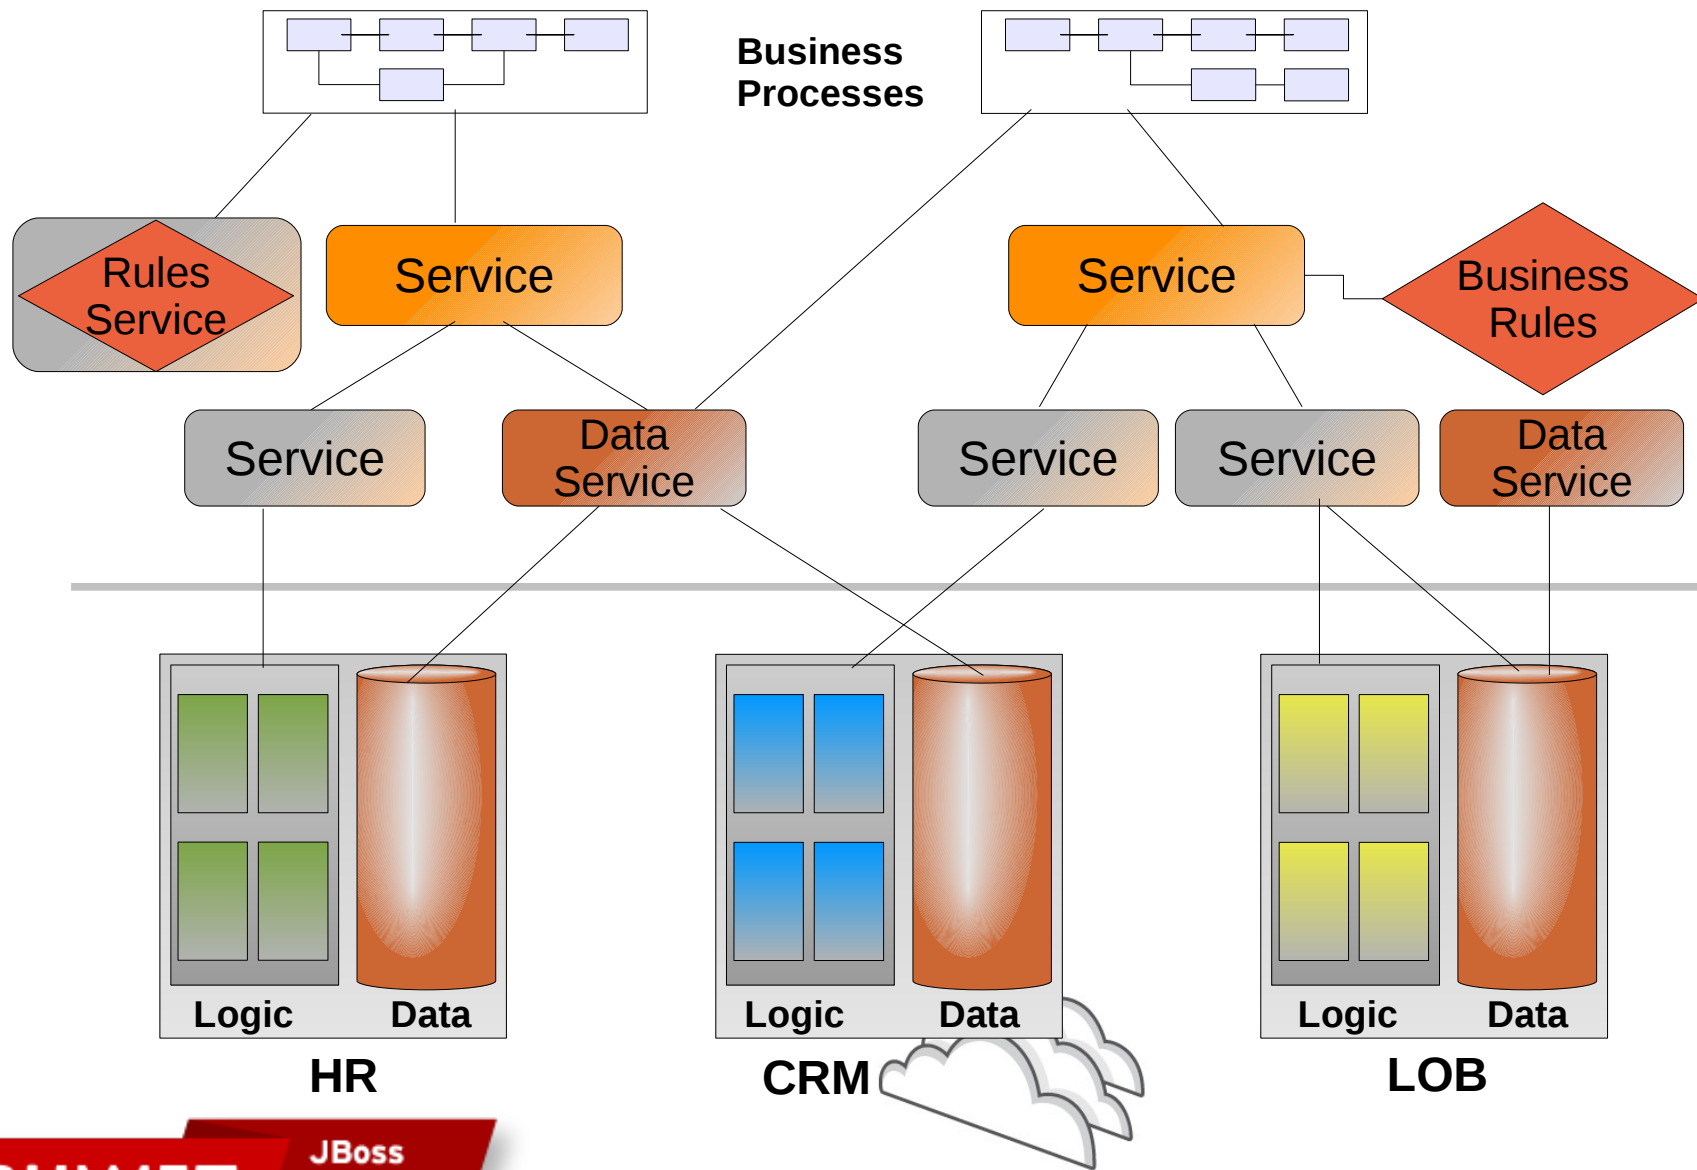 Business
Processes
Rules
Service
Service
Service
Business
Rules
Service
Data
Service
Service
Service
Data
Service
Logic
Data
Logic
Data
Logic
Data
HR
CRM
LOB
JBoss